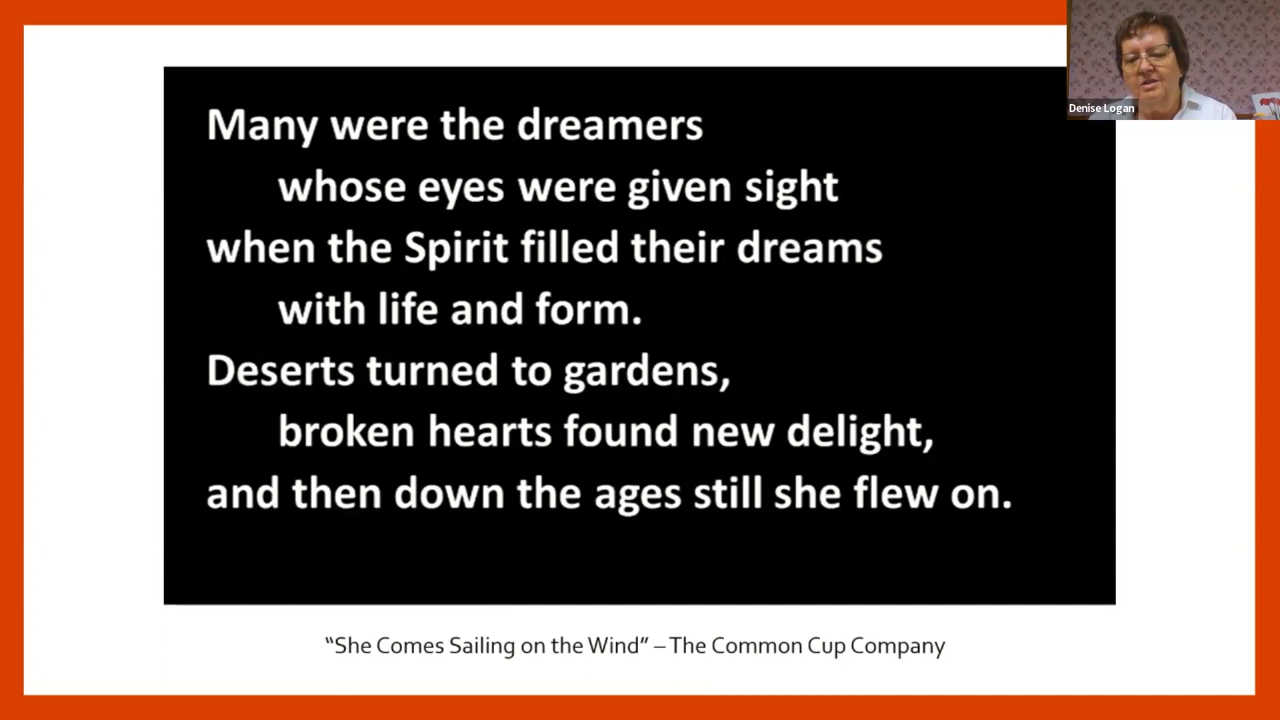 Many were the dreamers
whose eyes were given sight
when the Spirit filled their dreams
with life and form.
Deserts turned to gardens,
broken hearts found new delight,
and then down the ages still she flew on.
“She Comes Sailing on the Wind” – The Common Cup Company
Denise Logan